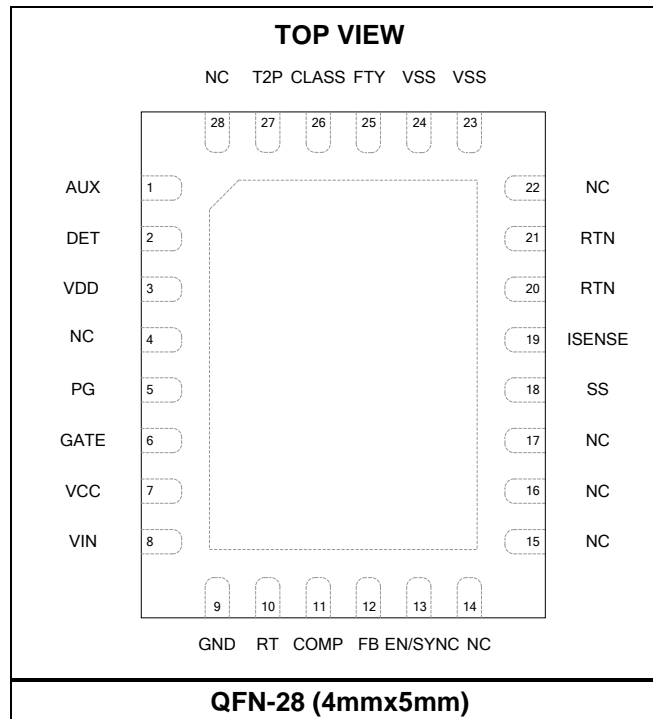 TOP VIEW
NC T2P CLASS FTY VSS VSS
28 27 26 25 24 23
AUX 1 22 NC
DET 2 21 RTN
VDD 3 20 RTN
NC 4 19 ISENSE
PG 5 18 SS
GATE 6 17 NC
VCC 7 16 NC
VIN 8 15 NC
9 10 11 12 13 14
GND RT COMP FB EN/SYNC NC
QFN-28 (4mmx5mm)